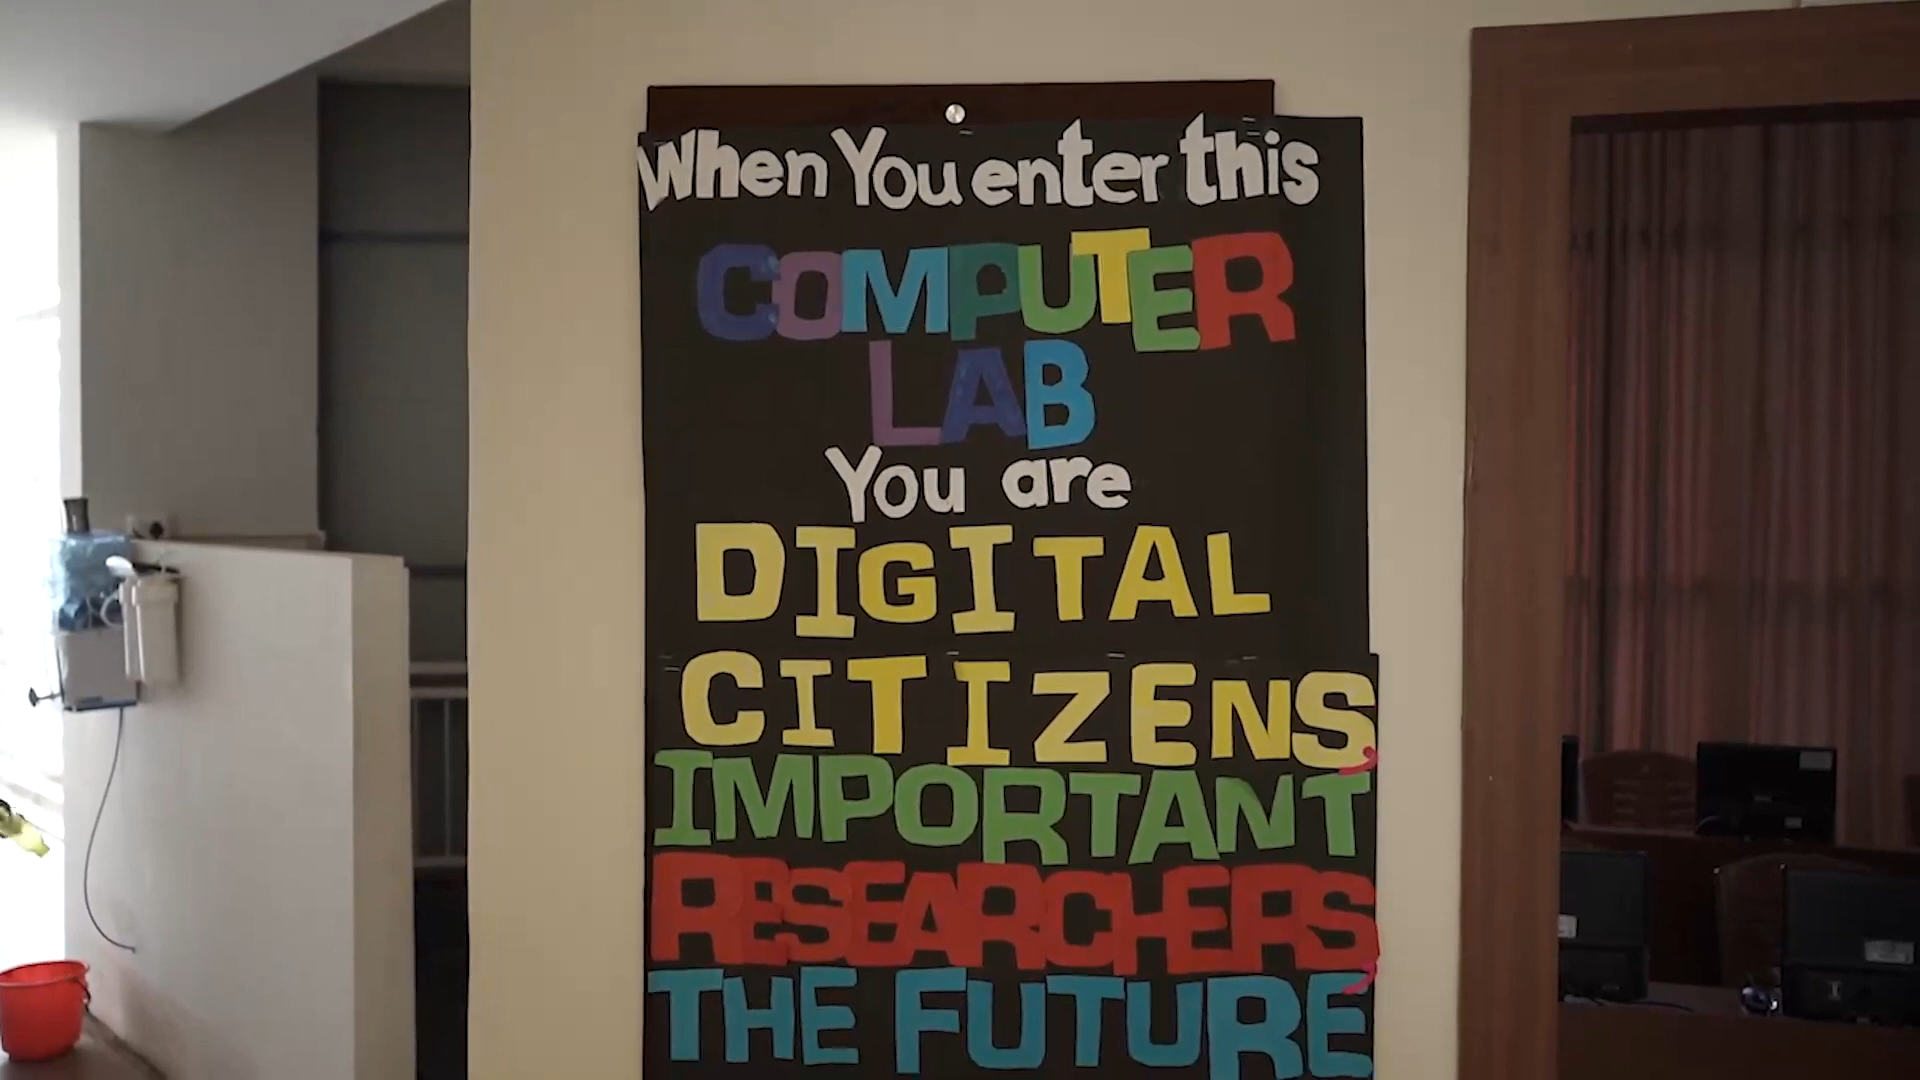 When You enter this
COMPUTER
LAB
You are
DIGITAL
CITIZENS,
IMPORTANT
RESEARCHERS,
THE FUTURE